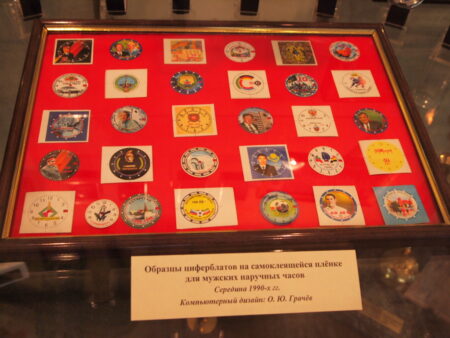 Образцы циферблатов на самоклеящейся плёнке
для мужских наручных часов
Середина 1990-х гг.
Компьютерный дизайн: О. Ю. Грачёв